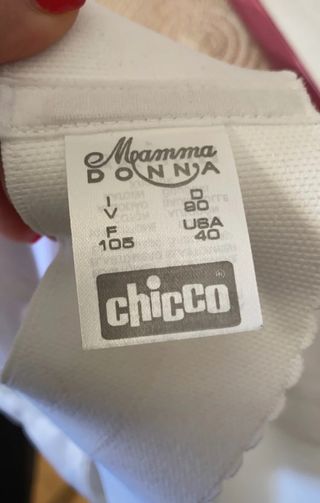 Mamma
DONNA
I D
V 90
F USA
105 40
chicco